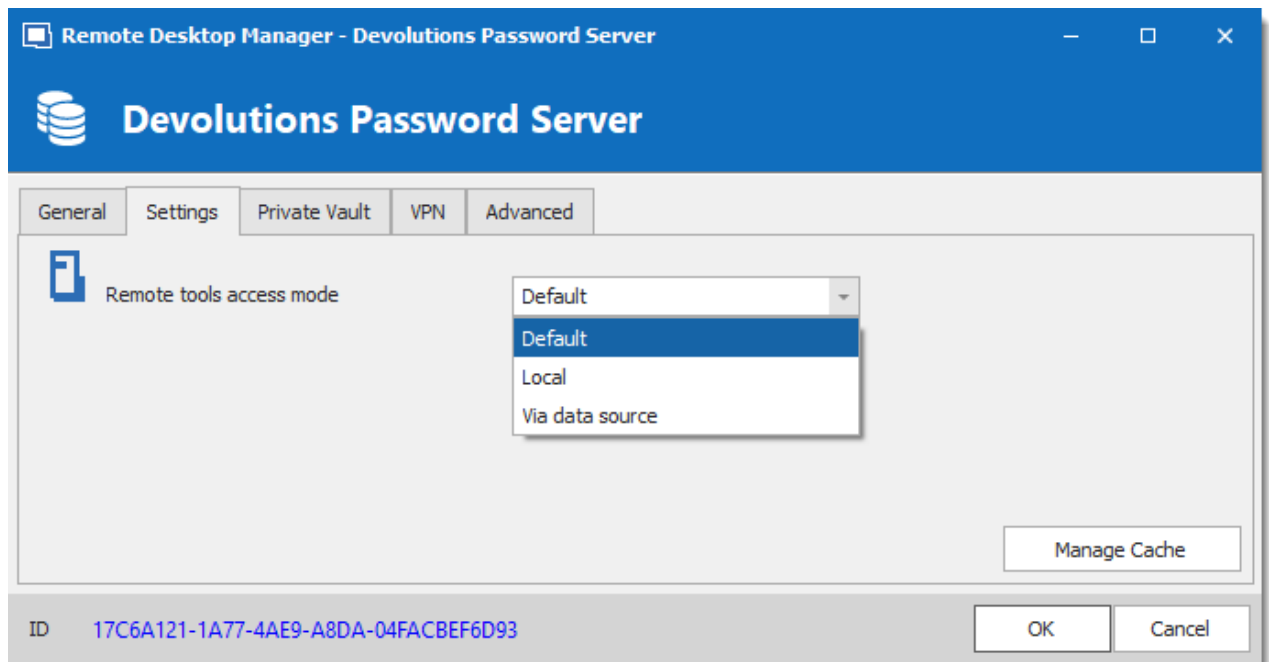 Remote Desktop Manager - Devolutions Password Server
Devolutions Password Server
General Settings Private Vault VPN Advanced
Remote tools access mode Default
Default
Local
Via data source
Manage Cache
ID 17C6A121-1A77-4AE9-A8DA-04FACBEF6D93 OK Cancel